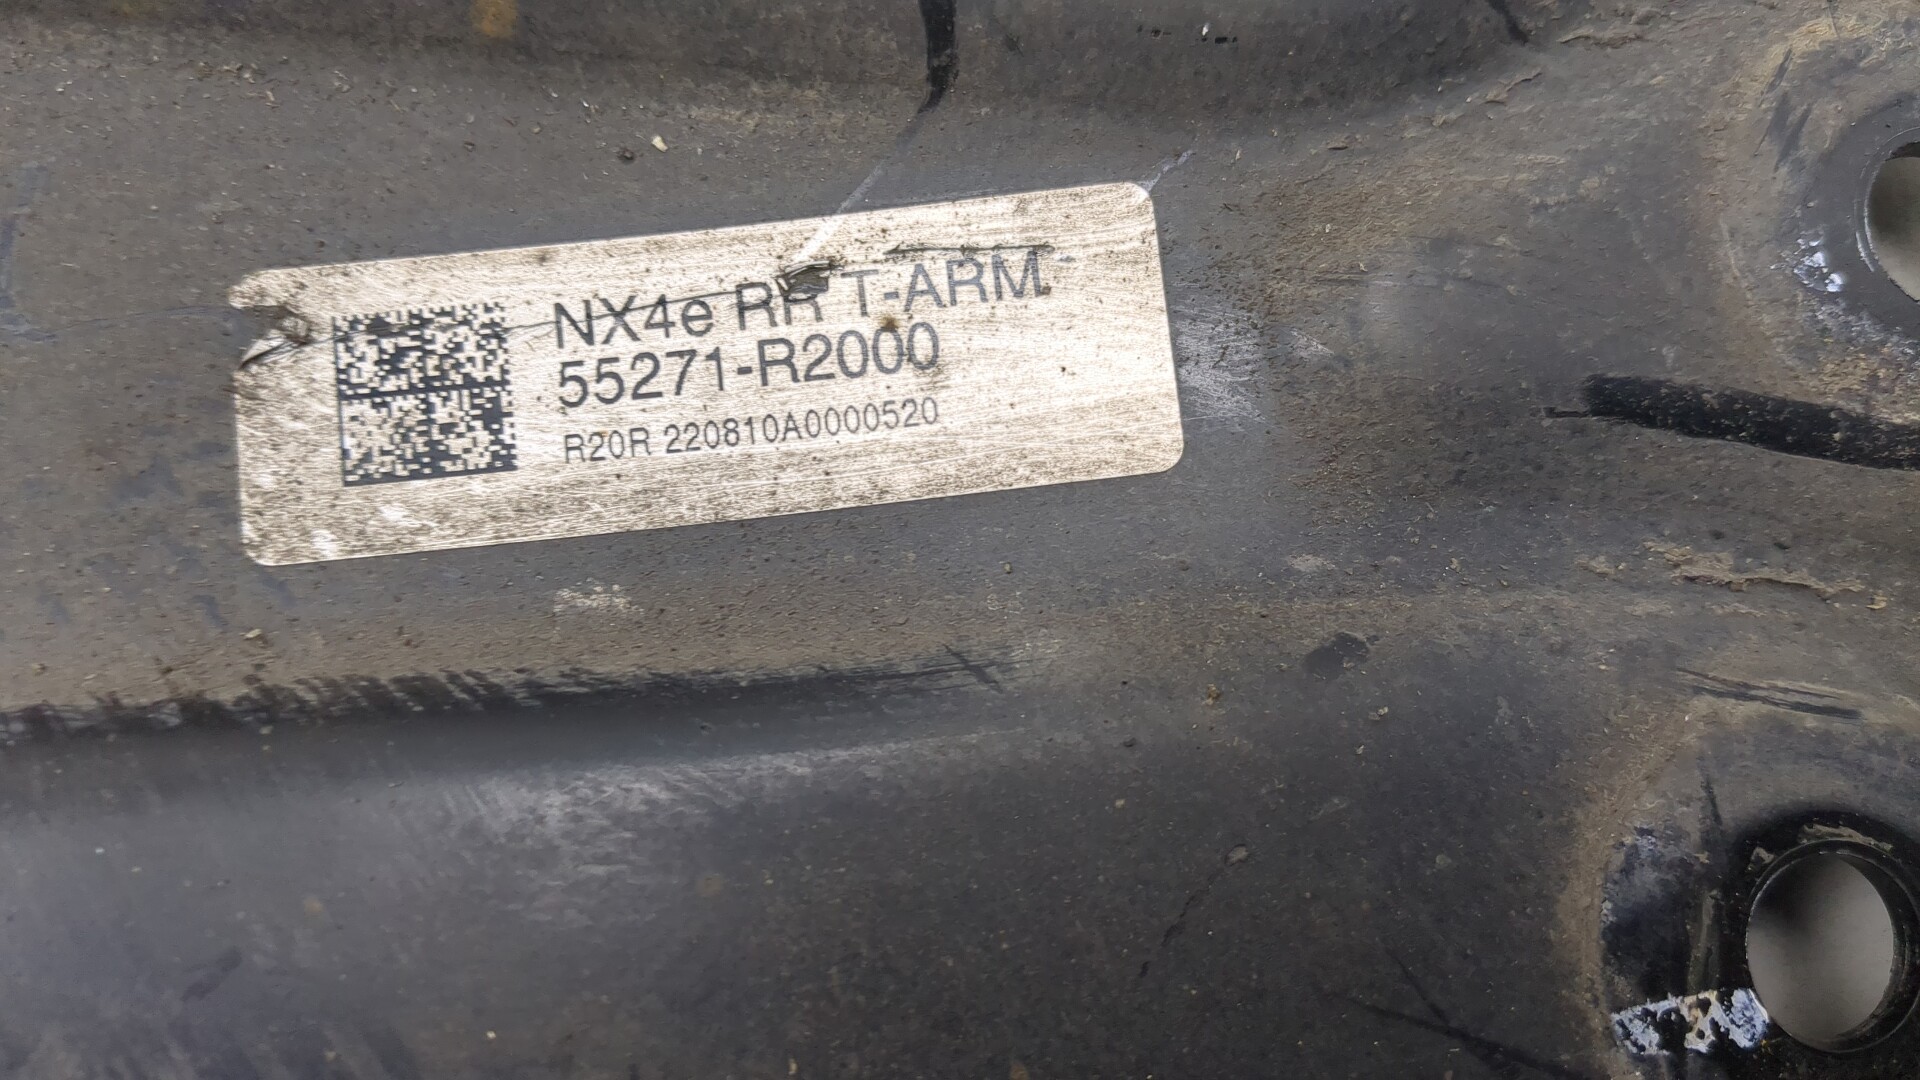 NX4e RR T-ARM
55271-R2000
R20R 220810A0000520